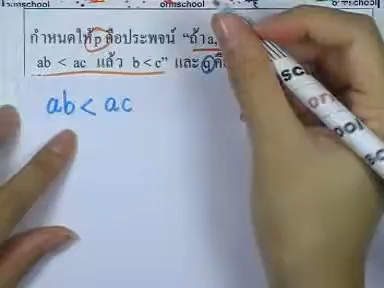 ormschool ormschool
กำหนดให้ p คือประพจน์ "ถ้า a,
ab < ac แล้ว b < c" และ q คื
ab < ac